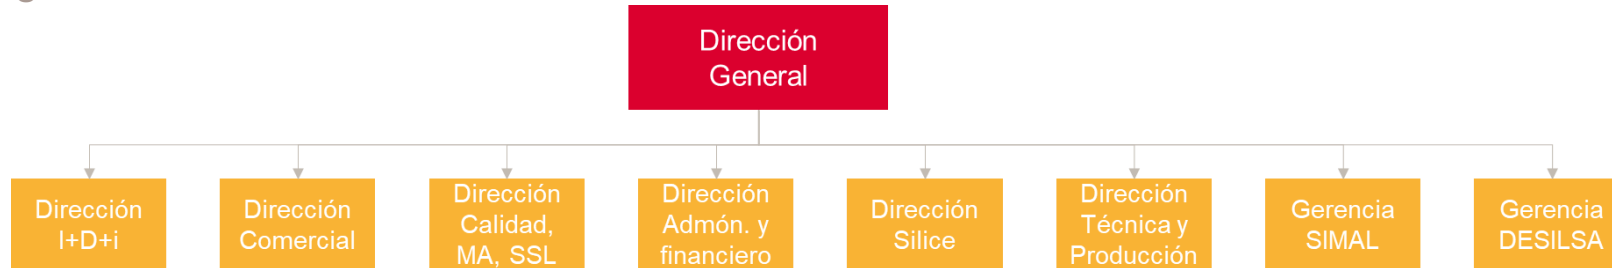 Dirección
General
Dirección
I+D+i
Dirección
Comercial
Dirección
Calidad,
MA, SSL
Dirección
Admón. y
financiero
Dirección
Silice
Dirección
Técnica y
Producción
Gerencia
SIMAL
Gerencia
DESILSA